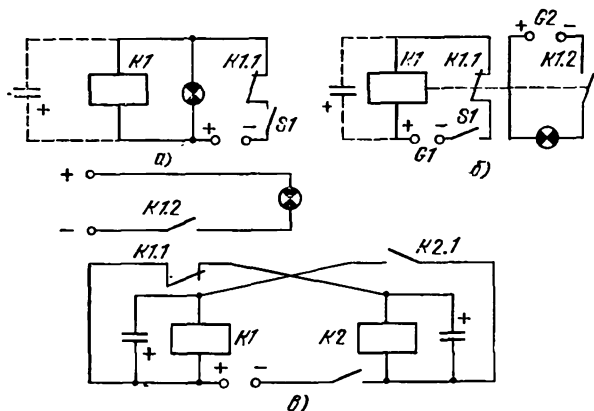 + K1 K1.1 S1 + −
а)
+ K1 K1.1 S1 + − G1 + G2 − K1.2
б)
+
− K1.2
K1.1 K2.1
+ K1 K2 +
+ −
в)